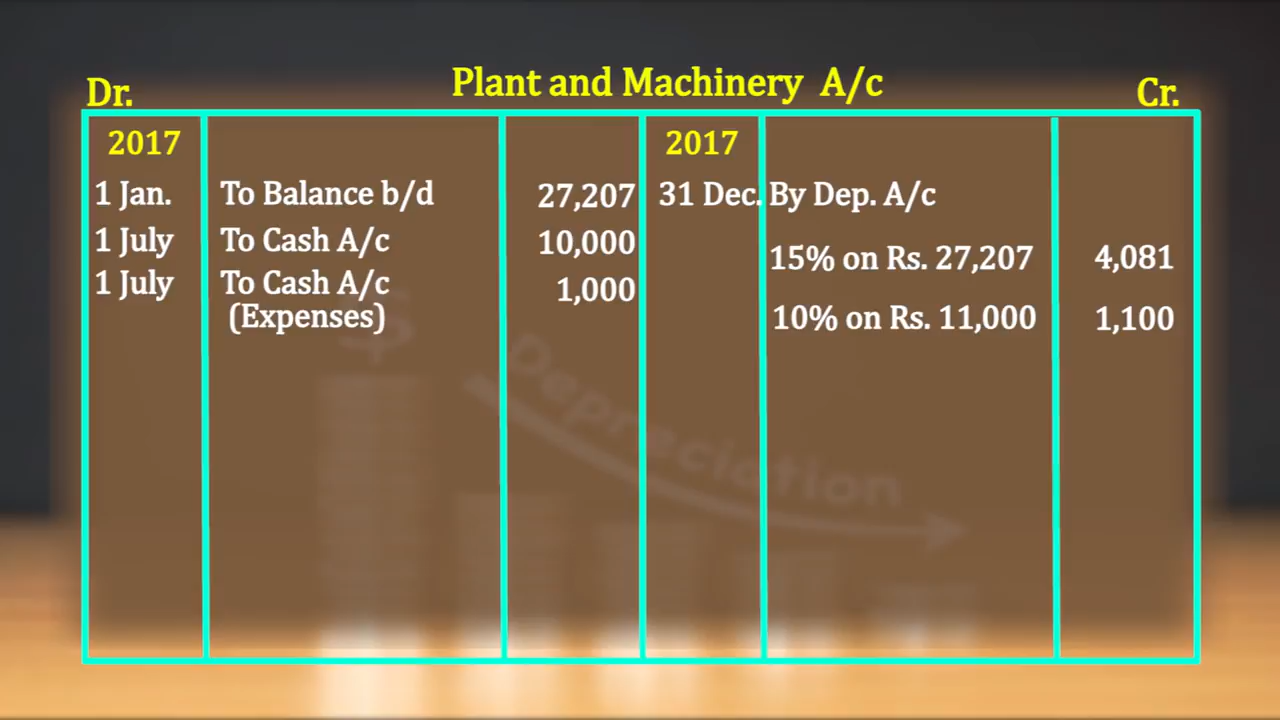 Plant and Machinery A/c
Dr.
Cr.
2017
2017
1 Jan. To Balance b/d 27,207 31 Dec. By Dep. A/c
1 July To Cash A/c 10,000
15% on Rs. 27,207 4,081
1 July To Cash A/c 1,000
(Expenses)
10% on Rs. 11,000 1,100
$
Depreciation